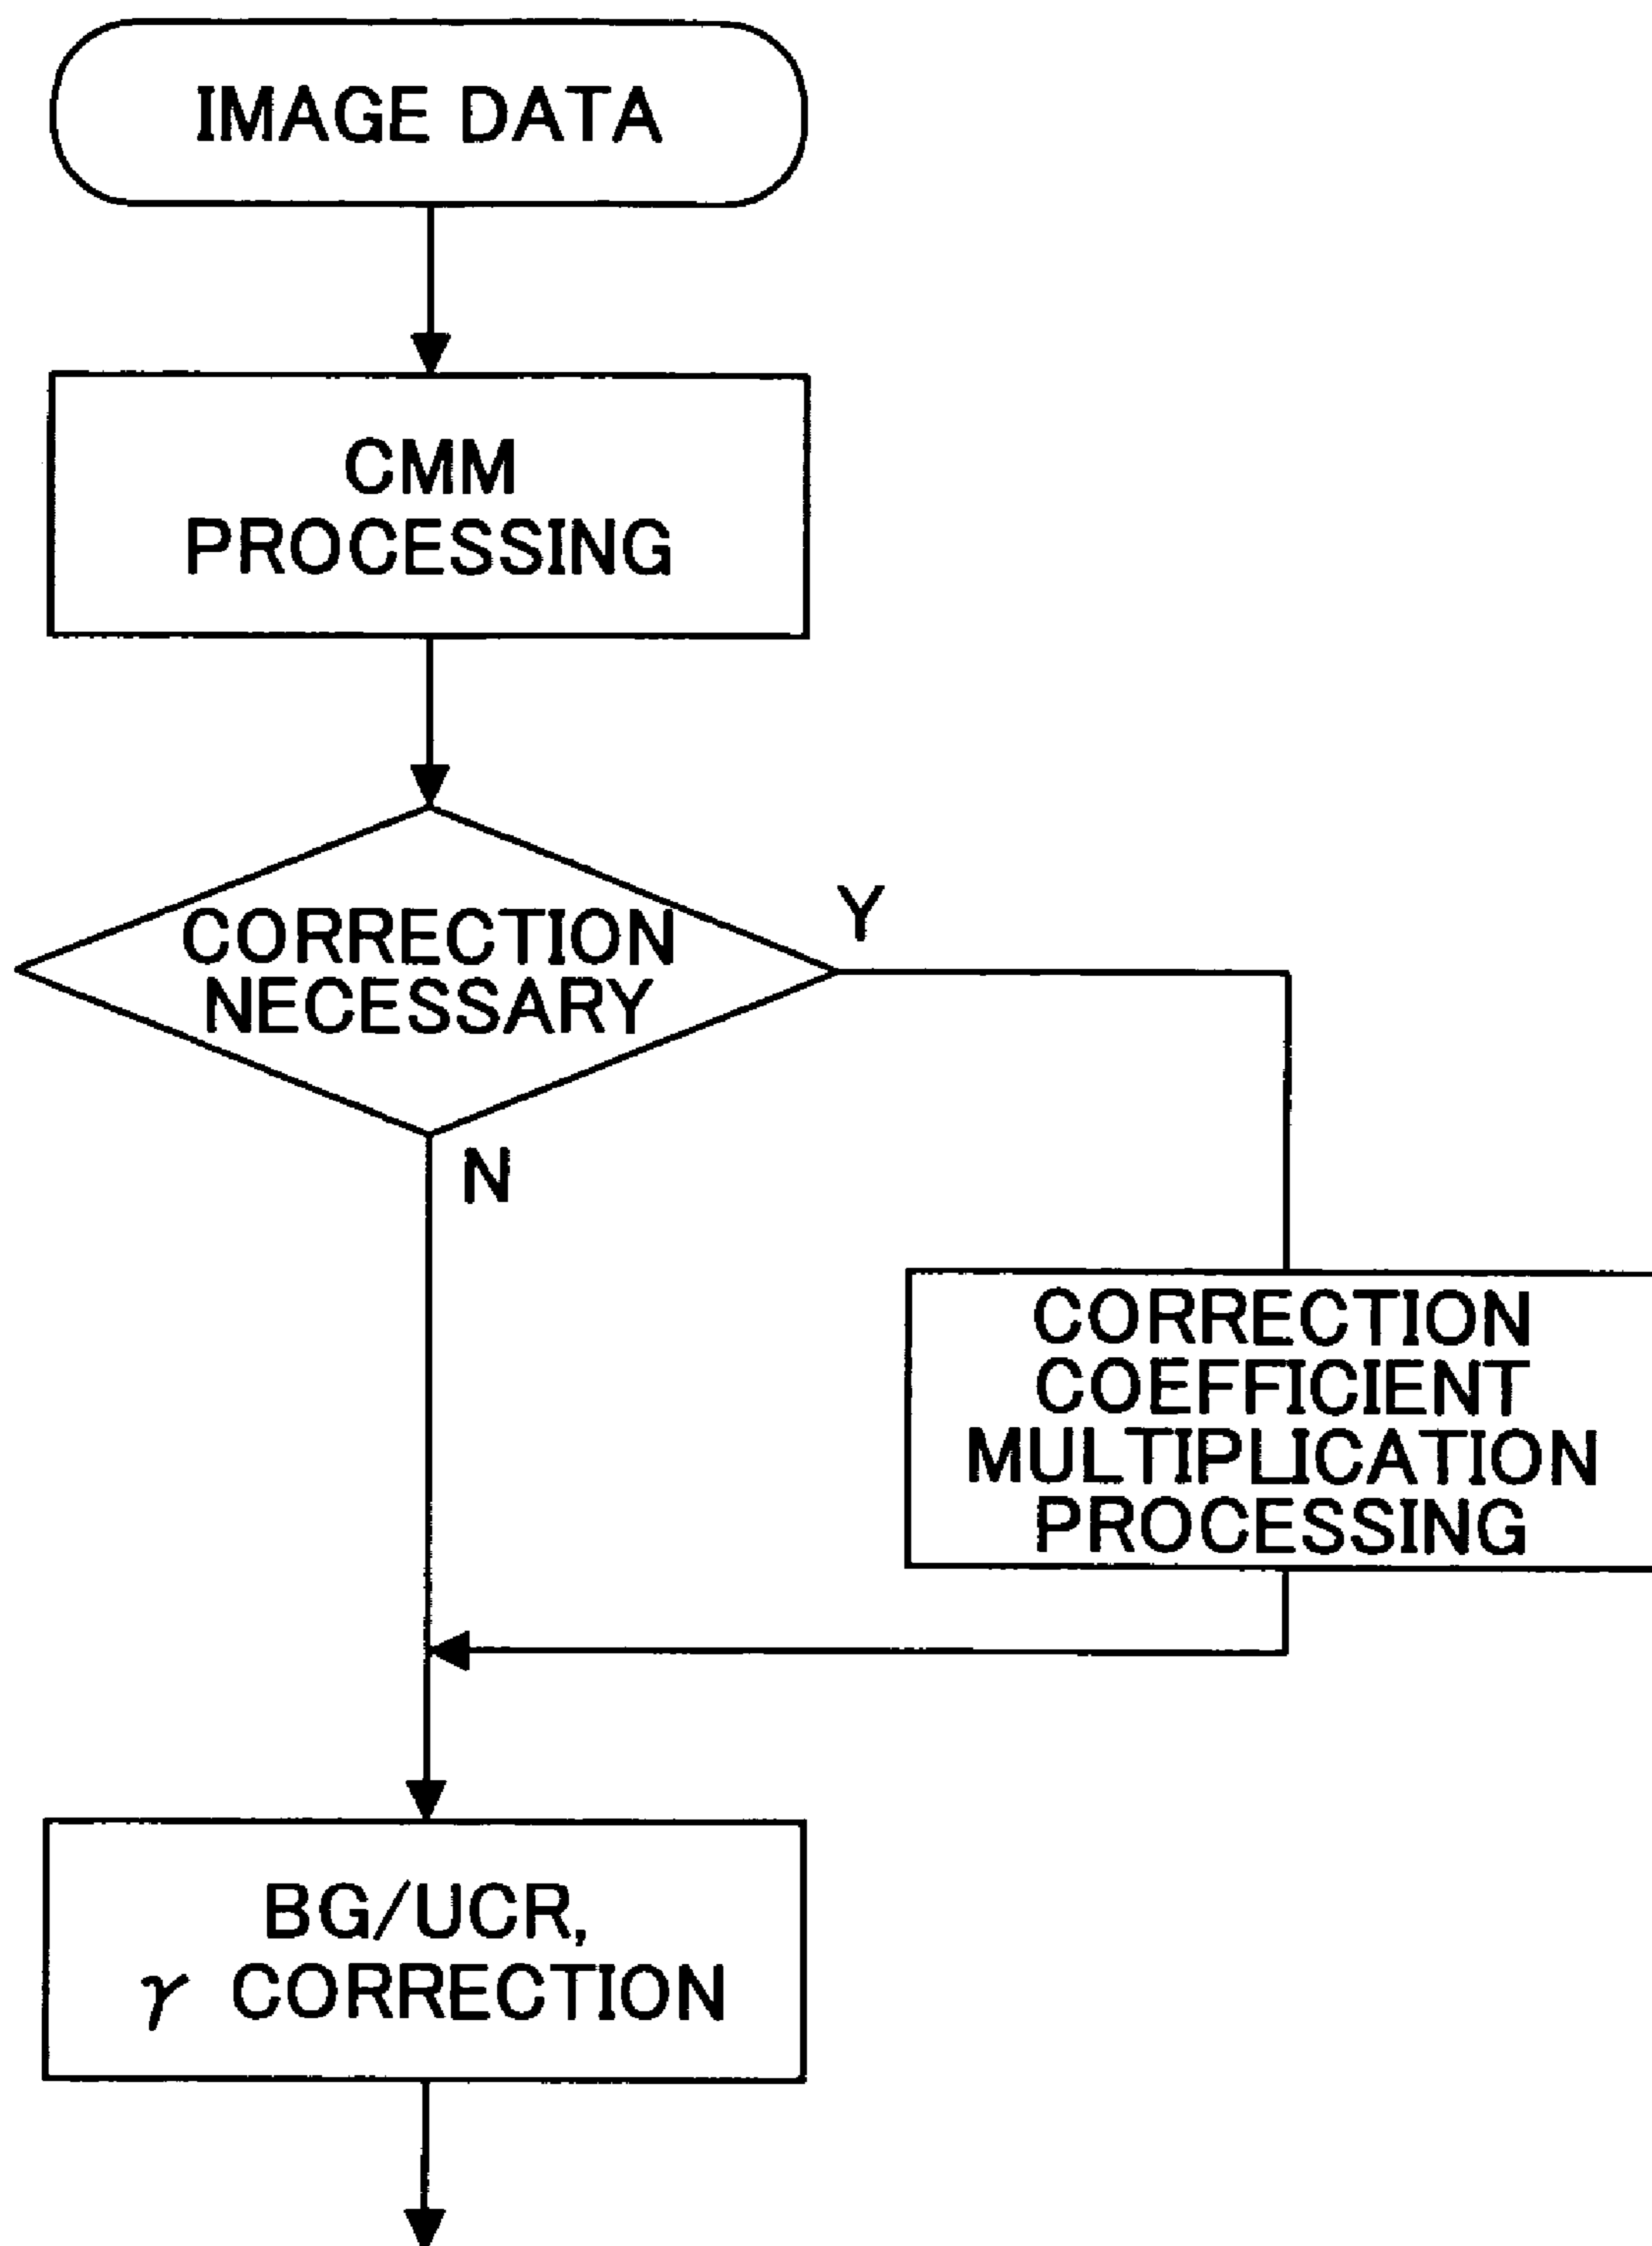 IMAGE DATA
CMM
PROCESSING
CORRECTION
NECESSARY
Y
N
CORRECTION
COEFFICIENT
MULTIPLICATION
PROCESSING
BG/UCR,
γ CORRECTION